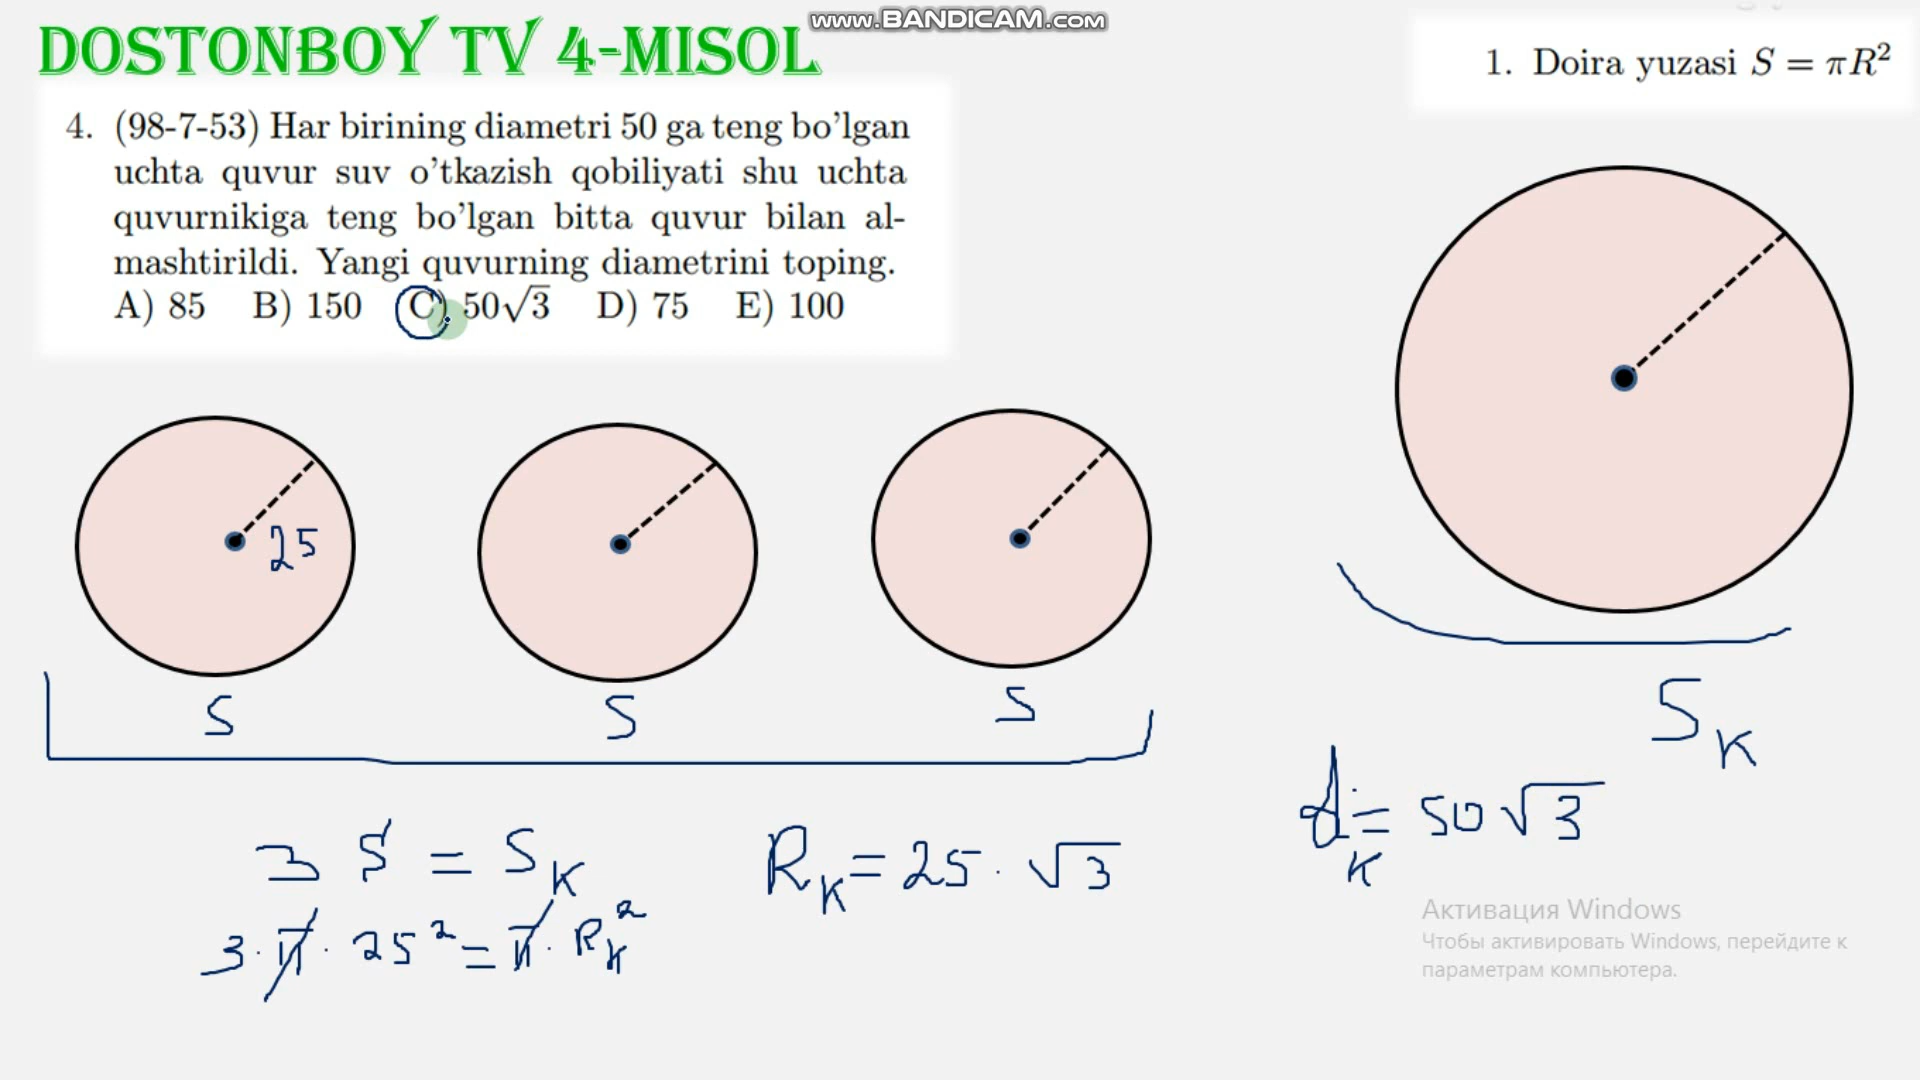 www.BANDICAM.com
DOSTONBOY TV 4-MISOL
1. Doira yuzasi S = πR²
4. (98-7-53) Har birining diametri 50 ga teng bo'lgan
uchta quvur suv o'tkazish qobiliyati shu uchta
quvurnikiga teng bo'lgan bitta quvur bilan al-
mashtirildi. Yangi quvurning diametrini toping.
A) 85 B) 150 C) 50√3 D) 75 E) 100
25
S S S
S_K
3 S = S_K
3 · π · 25² = π · R_K²
R_K = 25 · √3
d_K = 50√3
Активация Windows
Чтобы активировать Windows, перейдите к
параметрам компьютера.